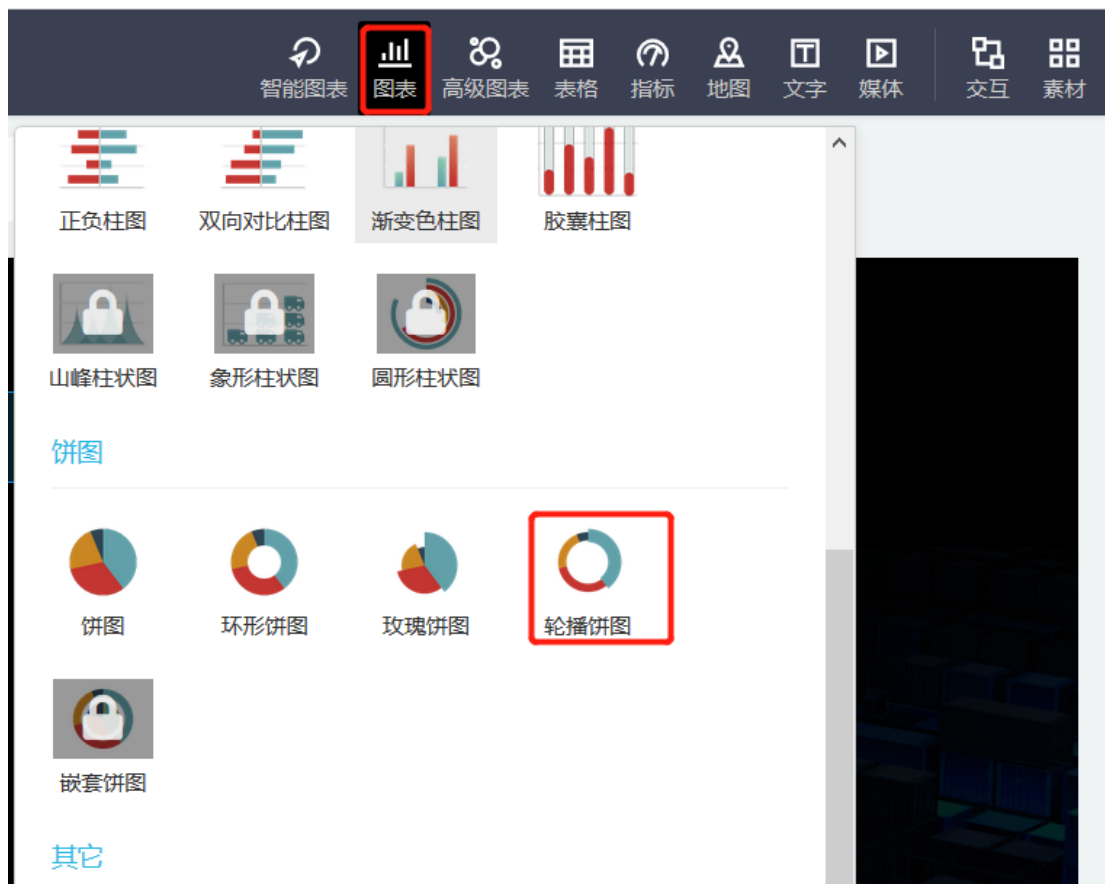 智能图表 图表 高级图表 表格 指标 地图 文字 媒体 交互 素材
正负柱图 双向对比柱图 渐变色柱图 胶囊柱图
山峰柱状图 象形柱状图 圆形柱状图
饼图
饼图 环形饼图 玫瑰饼图 轮播饼图
嵌套饼图
其它